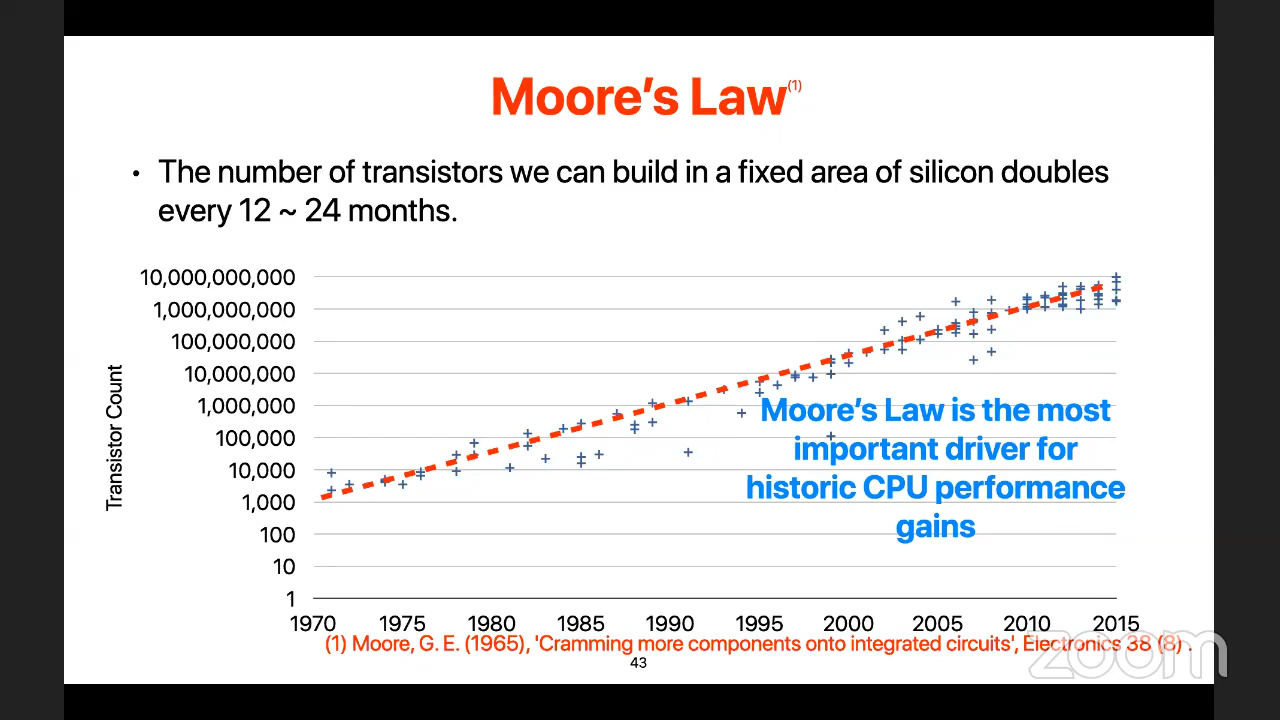 Moore's Law(1)
• The number of transistors we can build in a fixed area of silicon doubles
every 12 ~ 24 months.
10,000,000,000
1,000,000,000
100,000,000
10,000,000
1,000,000
100,000
10,000
1,000
100
10
1
Transistor Count
Moore's Law is the most
important driver for
historic CPU performance
gains
1970 1975 1980 1985 1990 1995 2000 2005 2010 2015
(1) Moore, G. E. (1965), 'Cramming more components onto integrated circuits', Electronics 38 (8) .
43
zoom